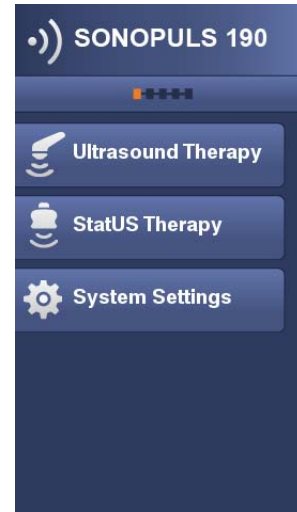 SONOPULS 190
Ultrasound Therapy
StatUS Therapy
System Settings